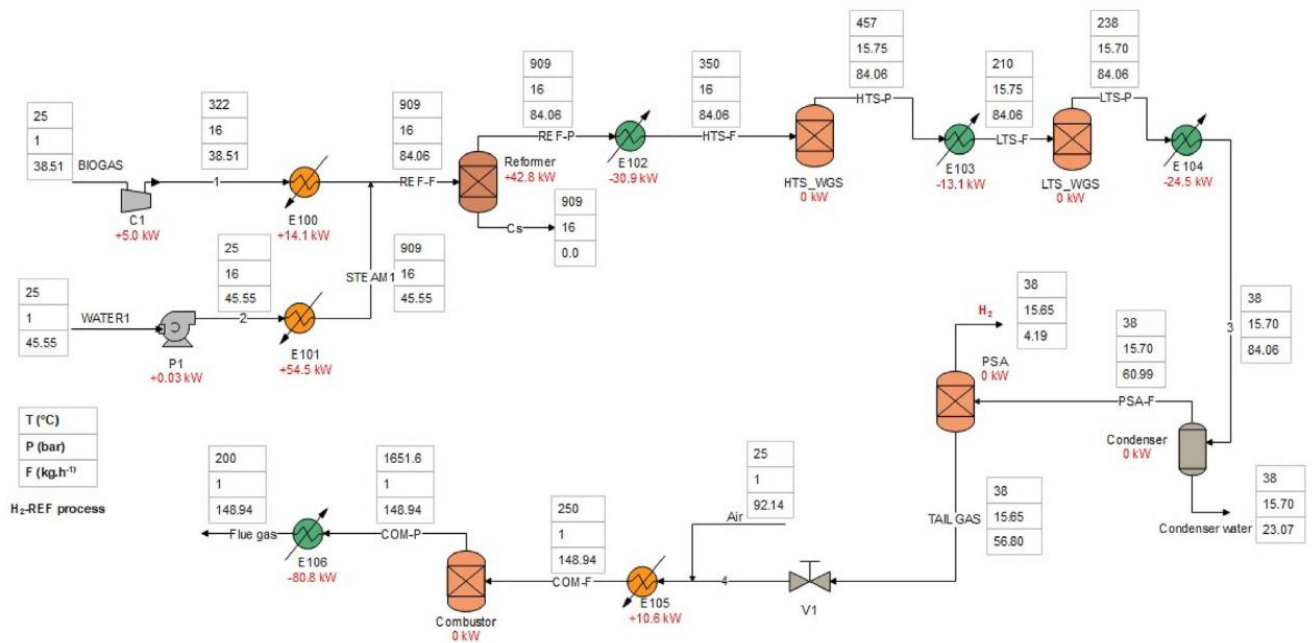 457
15.75
84.06
238
15.70
84.06
909
16
84.06
350
16
84.06
210
15.75
84.06
25
1
38.51
322
16
38.51
909
16
84.06
HTS-P
LTS-P
REF-P
HTS-F
LTS-F
BIOGAS
1
REF-F
Reformer
+42.8 kW
E102
-30.9 kW
HTS_WGS
0 kW
E103
-13.1 kW
LTS_WGS
0 kW
E104
-24.5 kW
C1
+5.0 kW
E100
+14.1 kW
Cs
909
16
0.0
25
16
45.55
STEAM1
909
16
45.55
25
1
45.55
WATER1
2
P1
+0.03 kW
E101
+54.5 kW
H₂
38
15.65
4.19
38
15.70
60.99
3
38
15.70
84.06
PSA
0 kW
PSA-F
Condenser
0 kW
T (°C)
P (bar)
F (kg.h⁻¹)
H₂-REF process
200
1
148.94
1651.6
1
148.94
250
1
148.94
25
1
92.14
Air
TAIL GAS
38
15.65
56.80
38
15.70
23.07
Condenser water
Flue gas
E106
-80.8 kW
COM-P
Combustor
0 kW
COM-F
E105
+10.6 kW
4
V1